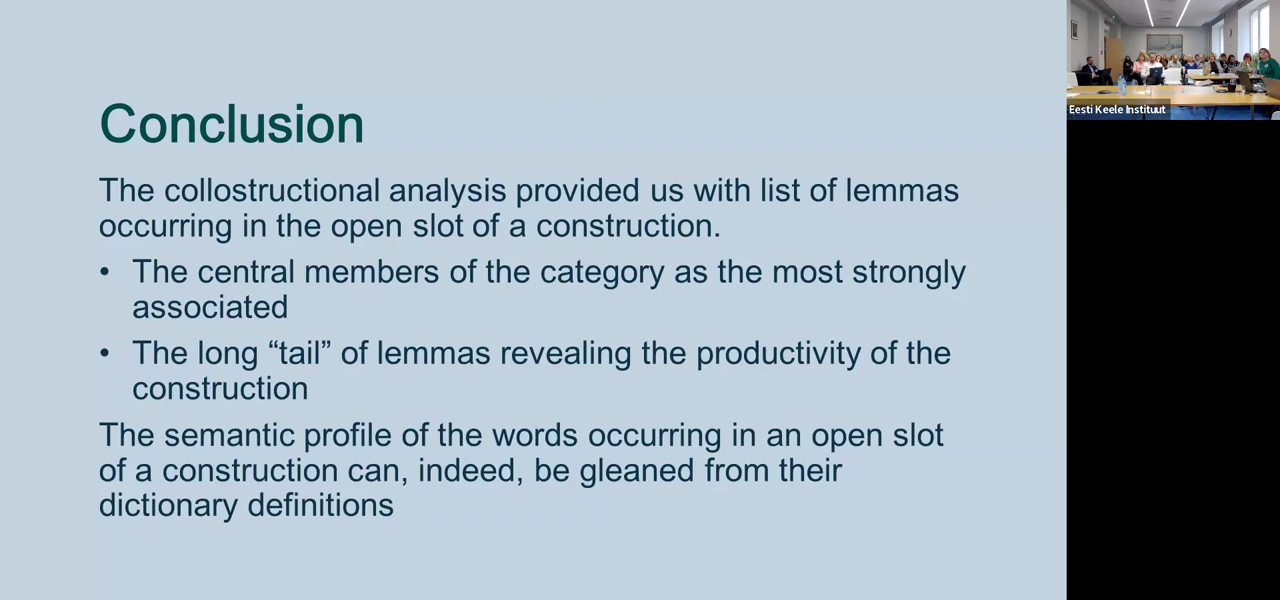 Conclusion
The collostructional analysis provided us with list of lemmas
occurring in the open slot of a construction.
• The central members of the category as the most strongly
associated
• The long “tail” of lemmas revealing the productivity of the
construction
The semantic profile of the words occurring in an open slot
of a construction can, indeed, be gleaned from their
dictionary definitions
Eesti Keele Instituut